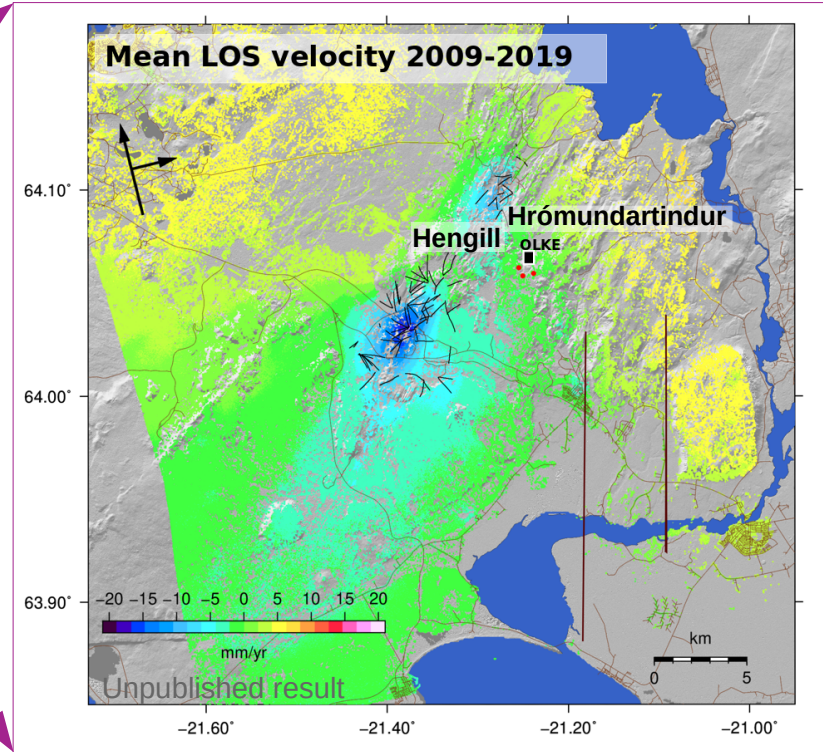 Mean LOS velocity 2009-2019
64.10°
Hrómundartindur
Hengill
OLKE
64.00°
63.90°
−20 −15 −10 −5 0 5 10 15 20
mm/yr
km
0 5
Unpublished result
−21.60° −21.40° −21.20° −21.00°